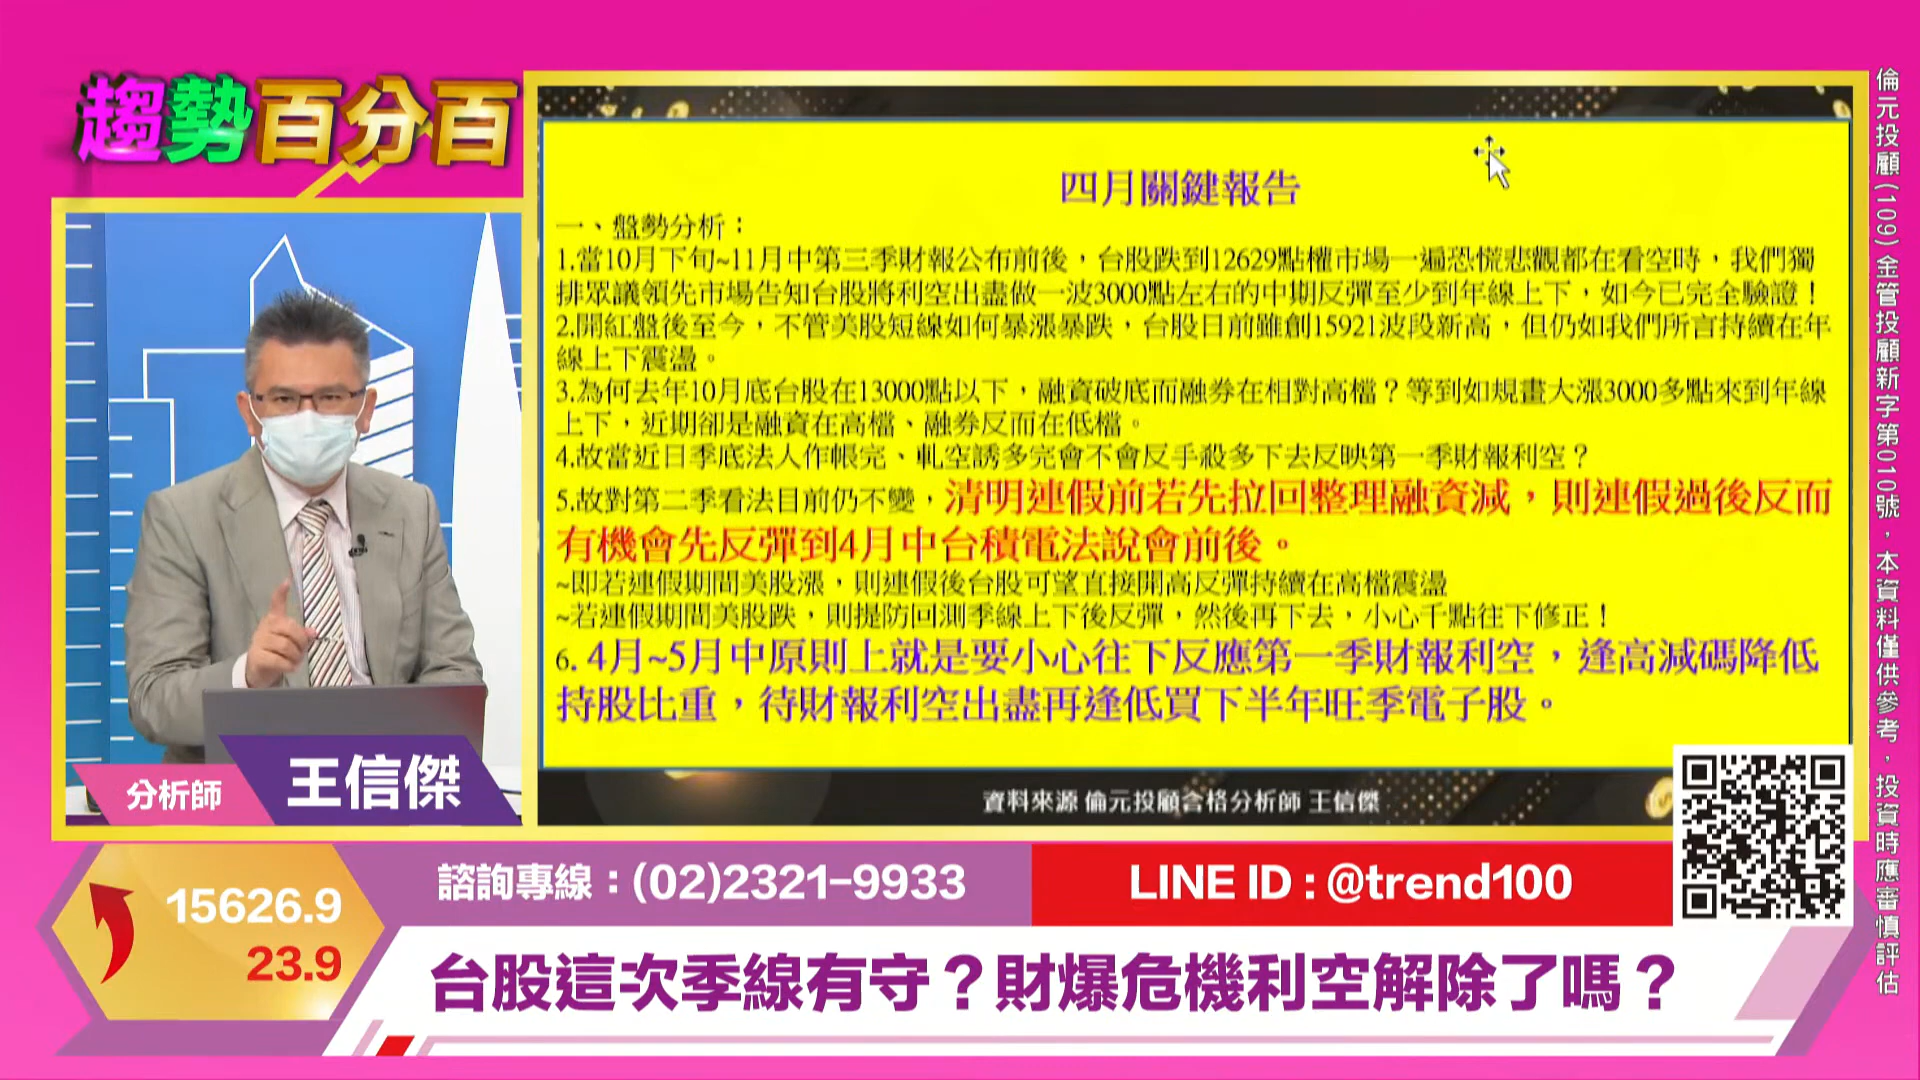 趨勢百分百
四月關鍵報告
一、盤勢分析：
1.當10月下旬~11月中第三季財報公布前後，台股跌到12629點權市場一遍恐慌悲觀都在看空時，我們獨
排眾議領先市場告知台股將利空出盡做一波3000點左右的中期反彈至少到年線上下，如今已完全驗證！
2.開紅盤後至今，不管美股短線如何暴漲暴跌，台股日前雖創15921波段新高，但仍如我們所言持續在年
線上下震盪。
3.為何去年10月底台股在13000點以下，融資破底而融券在相對高檔？等到如規畫大漲3000多點來到年線
上下，近期卻是融資在高檔、融券反而在低檔。
4.故當近日季底法人作帳完、軋空誘多完會不會反手殺多下去反映第一季財報利空？
5.故對第二季看法目前仍不變，清明連假前若先拉回整理融資減，則連假過後反而
有機會先反彈到4月中台積電法說會前後。
~即若連假期間美股漲，則連假後台股可望直接開高反彈持續在高檔震盪
~若連假期間美股跌，則提防回測季線上下後反彈，然後再下去，小心千點往下修正！
6. 4月~5月中原則上就是要小心往下反應第一季財報利空，逢高減碼降低
持股比重，待財報利空出盡再逢低買下半年旺季電子股。
資料來源 倫元投顧合格分析師 王信傑
分析師 王信傑
倫元投顧(109)金管投顧新字第010號，本資料僅供參考，投資時應審慎評估
15626.9
23.9
諮詢專線：(02)2321-9933
LINE ID : @trend100
台股這次季線有守？財爆危機利空解除了嗎？